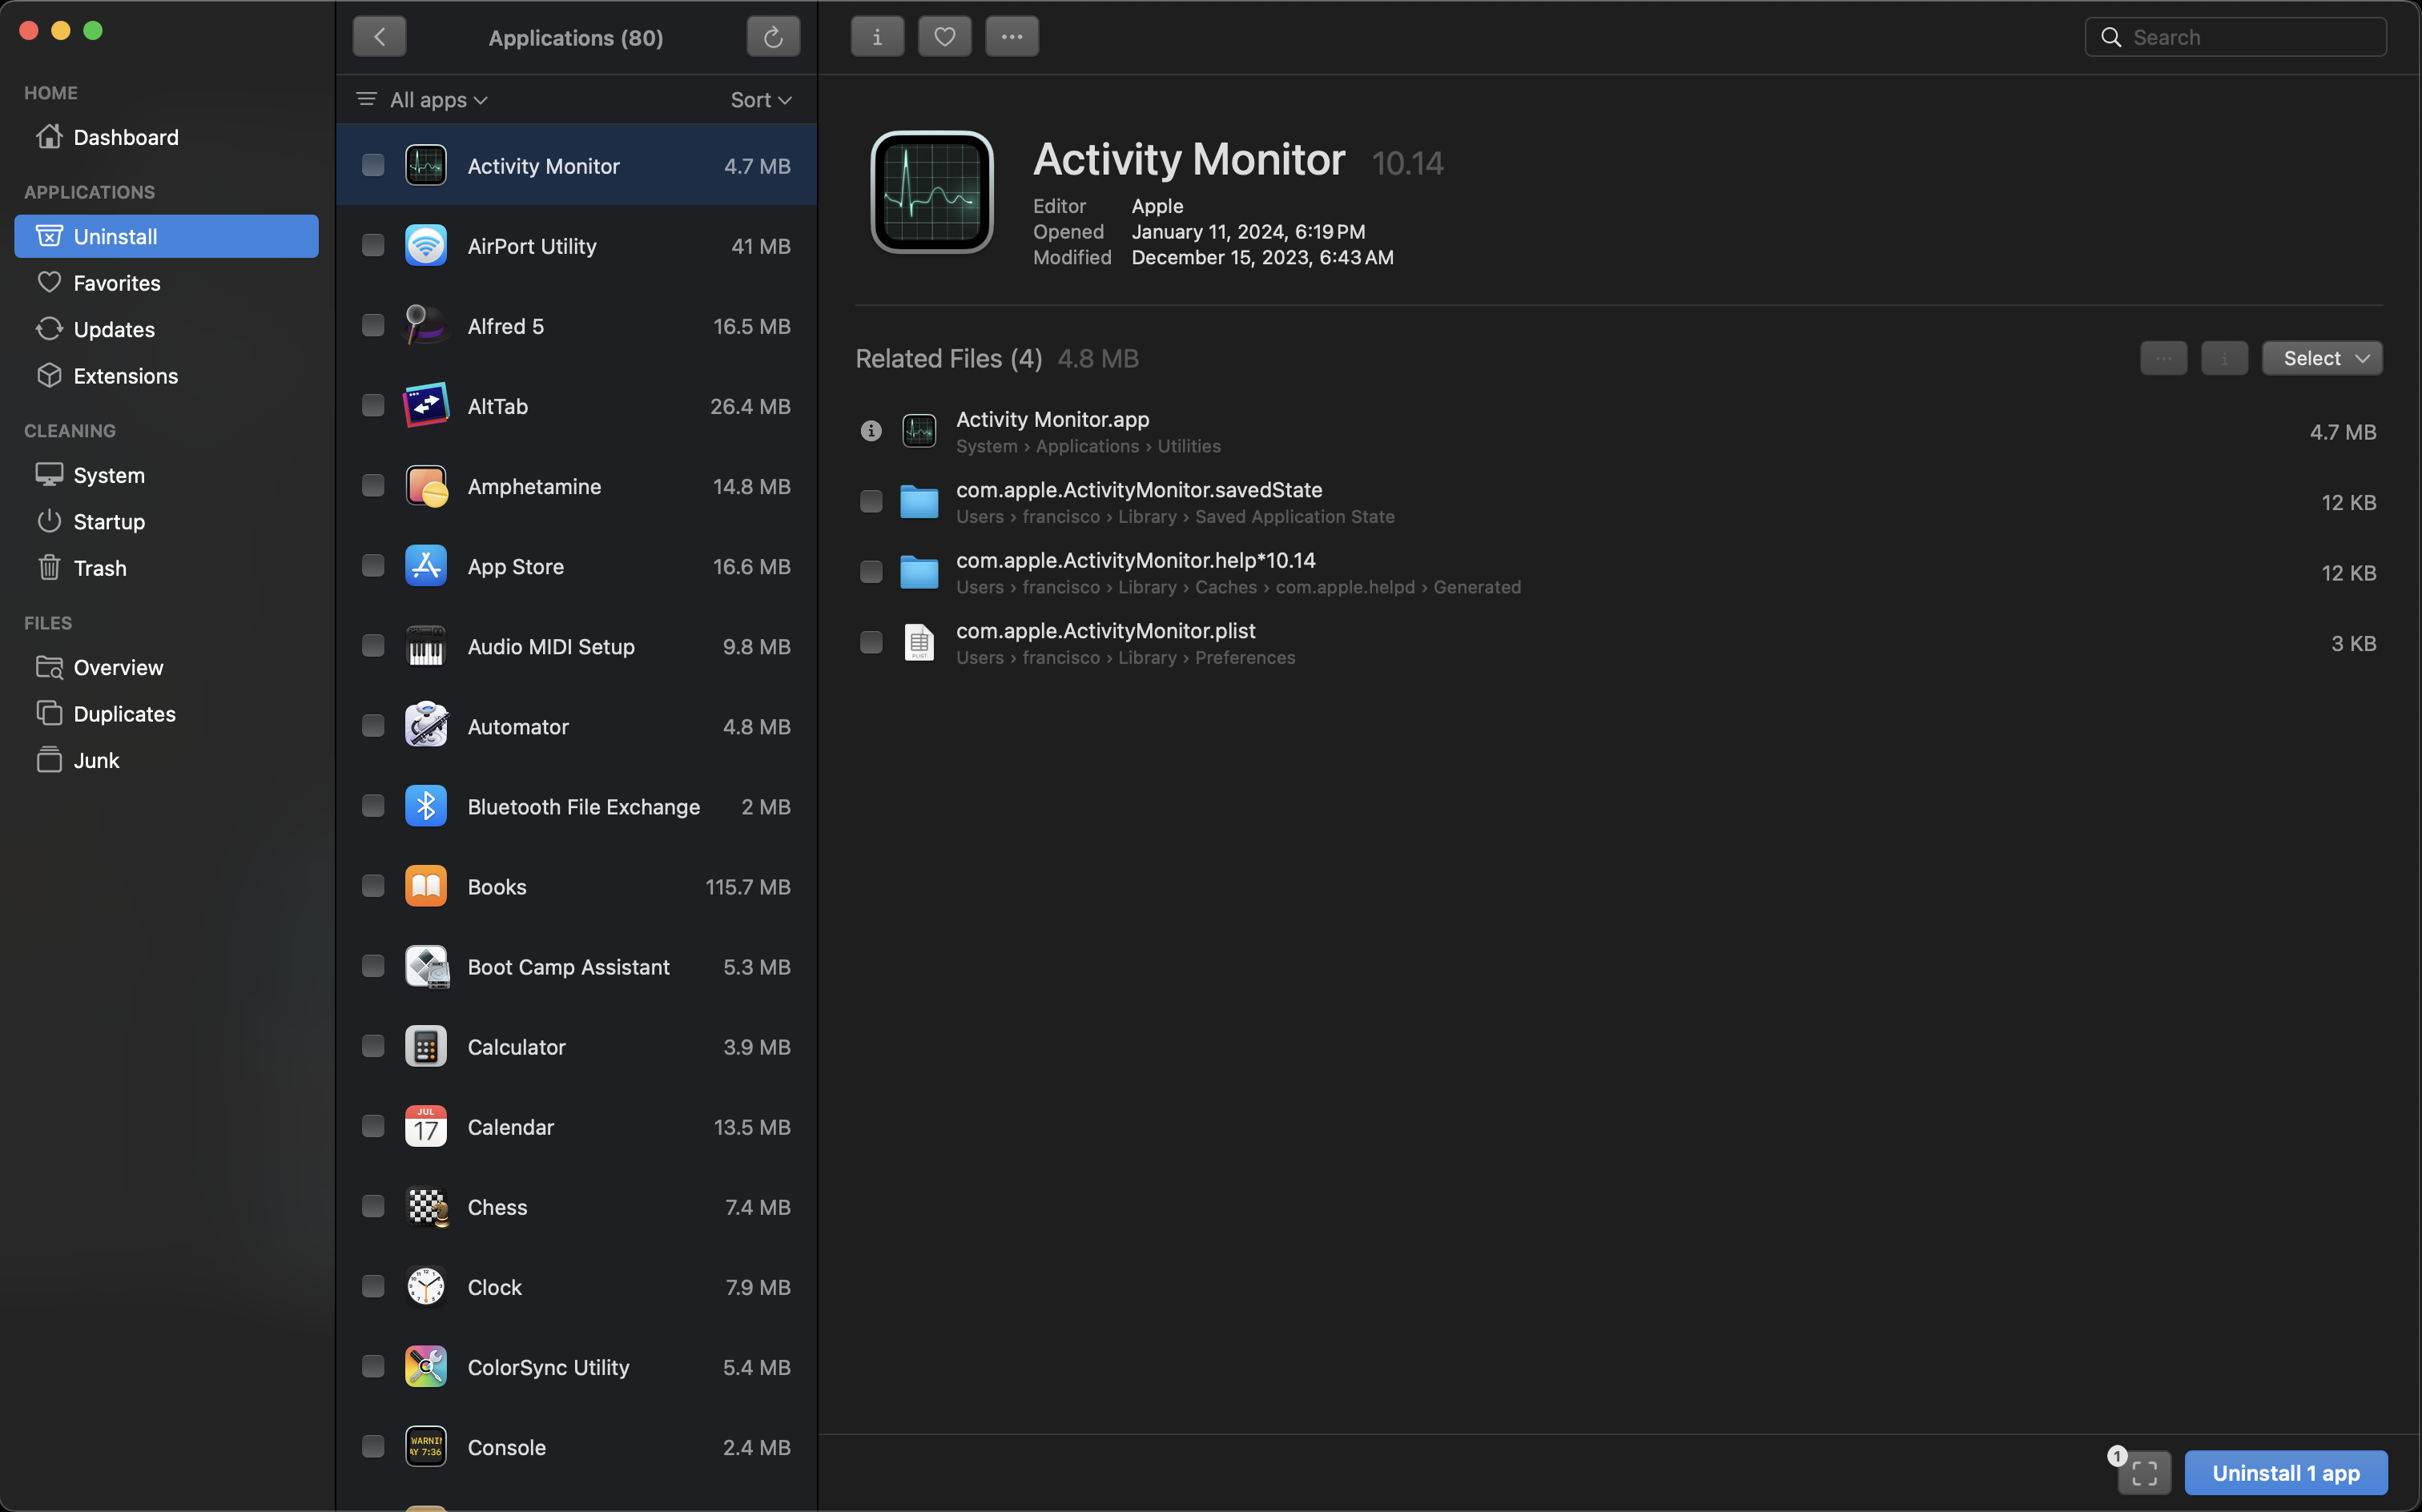 HOME
Dashboard
APPLICATIONS
Uninstall
Favorites
Updates
Extensions
CLEANING
System
Startup
Trash
FILES
Overview
Duplicates
Junk
Applications (80)
All apps
Sort
Activity Monitor 4.7 MB
AirPort Utility 41 MB
Alfred 5 16.5 MB
AltTab 26.4 MB
Amphetamine 14.8 MB
App Store 16.6 MB
Audio MIDI Setup 9.8 MB
Automator 4.8 MB
Bluetooth File Exchange 2 MB
Books 115.7 MB
Boot Camp Assistant 5.3 MB
Calculator 3.9 MB
JUL
17
Calendar 13.5 MB
Chess 7.4 MB
Clock 7.9 MB
ColorSync Utility 5.4 MB
WARNIN
AY 7:36
Console 2.4 MB
Search
Activity Monitor 10.14
Editor Apple
Opened January 11, 2024, 6:19 PM
Modified December 15, 2023, 6:43 AM
Related Files (4) 4.8 MB
Select
Activity Monitor.app
System › Applications › Utilities
4.7 MB
com.apple.ActivityMonitor.savedState
Users › francisco › Library › Saved Application State
12 KB
com.apple.ActivityMonitor.help*10.14
Users › francisco › Library › Caches › com.apple.helpd › Generated
12 KB
PLIST
com.apple.ActivityMonitor.plist
Users › francisco › Library › Preferences
3 KB
1
Uninstall 1 app